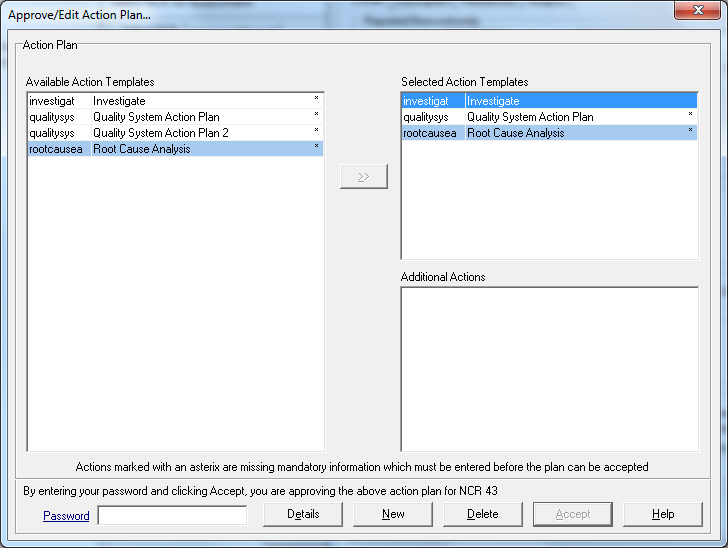 Approve/Edit Action Plan...
Action Plan
Available Action Templates
investigat Investigate *
qualitysys Quality System Action Plan *
qualitysys Quality System Action Plan 2 *
rootcausea Root Cause Analysis *
>>
Selected Action Templates
investigat Investigate
qualitysys Quality System Action Plan *
rootcausea Root Cause Analysis *
Additional Actions
Actions marked with an asterix are missing mandatory information which must be entered before the plan can be accepted
By entering your password and clicking Accept, you are approving the above action plan for NCR 43
Password Details New Delete Accept Help